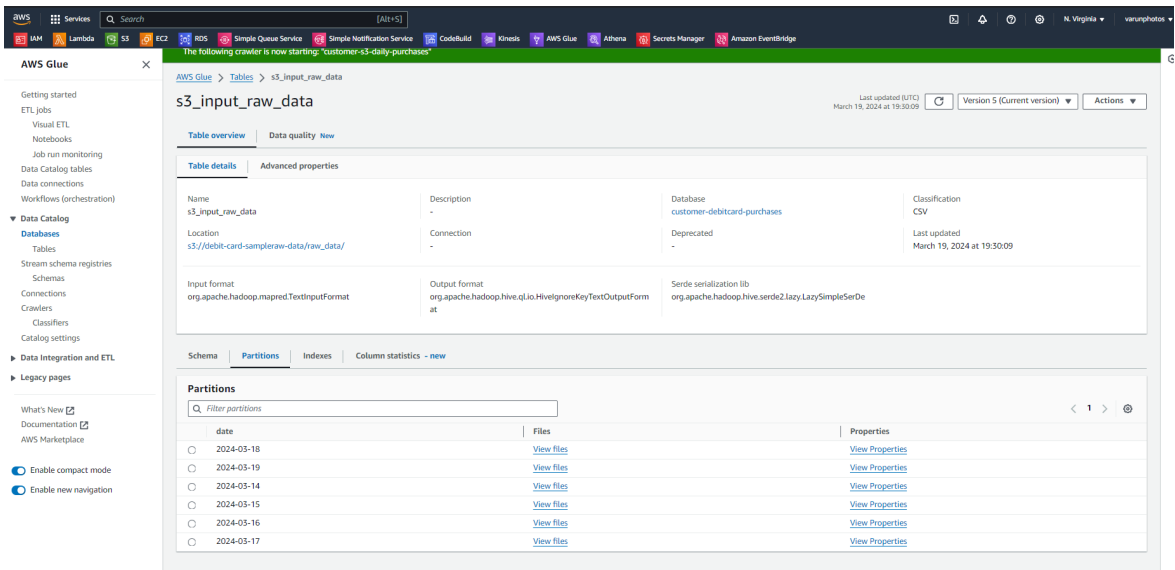 aws Services Search [Alt+S] N. Virginia varunphotos
IAM Lambda S3 EC2 RDS Simple Queue Service Simple Notification Service CodeBuild Kinesis AWS Glue Athena Secrets Manager Amazon EventBridge
The following crawler is now starting: "customer-s3-daily-purchases"
AWS Glue
Getting started
ETL jobs
Visual ETL
Notebooks
Job run monitoring
Data Catalog tables
Data connections
Workflows (orchestration)
Data Catalog
Databases
Tables
Stream schema registries
Schemas
Connections
Crawlers
Classifiers
Catalog settings
Data Integration and ETL
Legacy pages
What's New
Documentation
AWS Marketplace
Enable compact mode
Enable new navigation
AWS Glue > Tables > s3_input_raw_data
s3_input_raw_data
Last updated (UTC)
March 19, 2024 at 19:30:09
Version 5 (Current version) Actions
Table overview Data quality New
Table details Advanced properties
Name Description Database Classification
s3_input_raw_data - customer-debitcard-purchases CSV
Location Connection Deprecated Last updated
s3://debit-card-sampleraw-data/raw_data/ - - March 19, 2024 at 19:30:09
Input format Output format Serde serialization lib
org.apache.hadoop.mapred.TextInputFormat org.apache.hadoop.hive.ql.io.HiveIgnoreKeyTextOutputForm org.apache.hadoop.hive.serde2.lazy.LazySimpleSerDe
at
Schema Partitions Indexes Column statistics - new
Partitions
Filter partitions < 1 >
date Files Properties
2024-03-18 View files View Properties
2024-03-19 View files View Properties
2024-03-14 View files View Properties
2024-03-15 View files View Properties
2024-03-16 View files View Properties
2024-03-17 View files View Properties